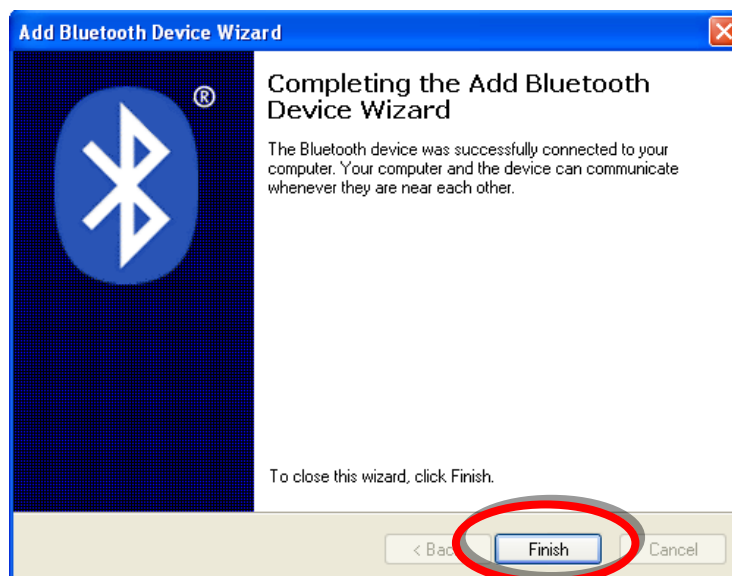 Add Bluetooth Device Wizard
®
Completing the Add Bluetooth
Device Wizard
The Bluetooth device was successfully connected to your
computer. Your computer and the device can communicate
whenever they are near each other.
To close this wizard, click Finish.
< Bac Finish Cancel